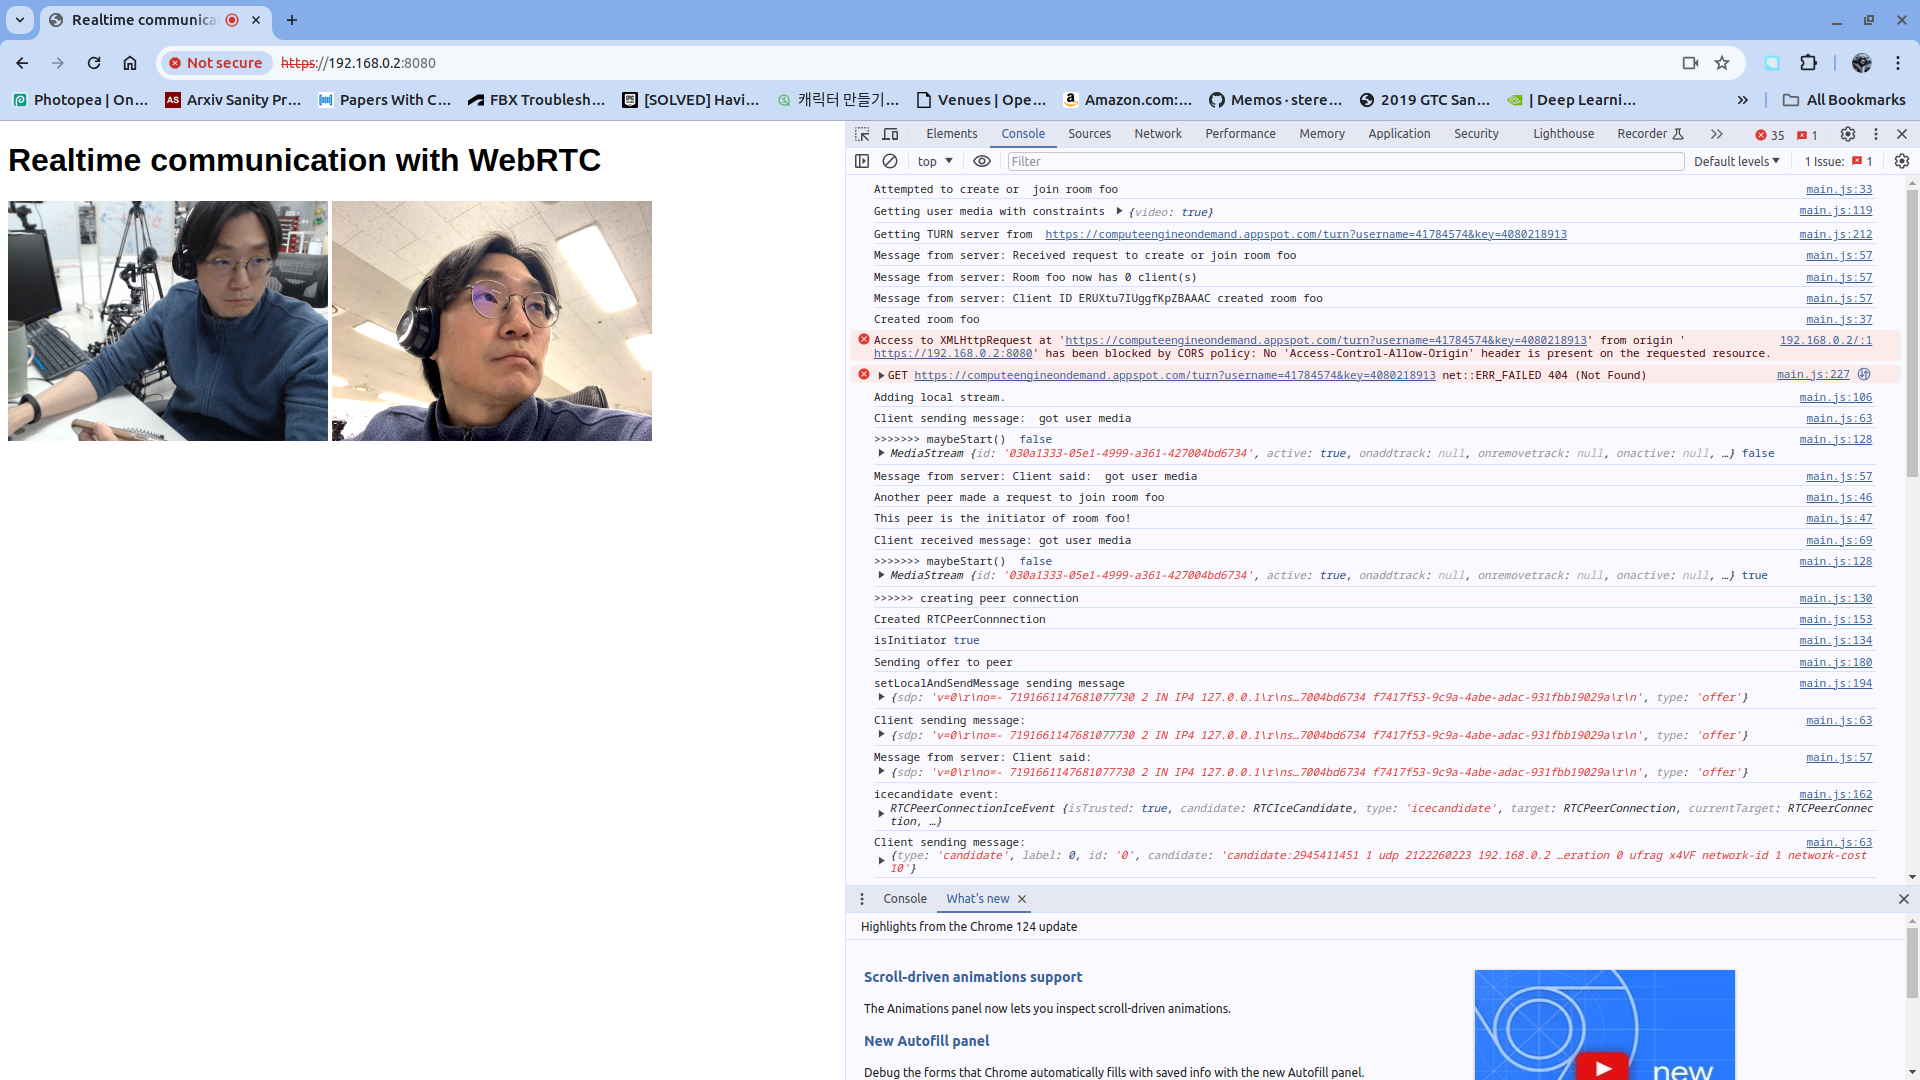 Realtime communica
Not secure https://192.168.0.2:8080
Photopea | On... Arxiv Sanity Pr... Papers With C... FBX Troublesh... [SOLVED] Havi... 캐릭터 만들기... Venues | Ope... Amazon.com:... Memos · stere... 2019 GTC San... | Deep Learni... » All Bookmarks
Realtime communication with WebRTC
Elements Console Sources Network Performance Memory Application Security Lighthouse Recorder 35 1
top Filter Default levels 1 Issue: 1
Attempted to create or  join room foo main.js:33
Getting user media with constraints {video: true} main.js:119
Getting TURN server from  https://computeengineondemand.appspot.com/turn?username=41784574&key=4080218913 main.js:212
Message from server: Received request to create or join room foo main.js:57
Message from server: Room foo now has 0 client(s) main.js:57
Message from server: Client ID ERUXtu7IUggfKpZBAAAC created room foo main.js:57
Created room foo main.js:37
Access to XMLHttpRequest at 'https://computeengineondemand.appspot.com/turn?username=41784574&key=4080218913' from origin ' 192.168.0.2/:1
https://192.168.0.2:8080' has been blocked by CORS policy: No 'Access-Control-Allow-Origin' header is present on the requested resource.
GET https://computeengineondemand.appspot.com/turn?username=41784574&key=4080218913 net::ERR_FAILED 404 (Not Found) main.js:227
Adding local stream. main.js:106
Client sending message:  got user media main.js:63
>>>>>>> maybeStart()  false main.js:128
MediaStream {id: '030a1333-05e1-4999-a361-427004bd6734', active: true, onaddtrack: null, onremovetrack: null, onactive: null, …} false
Message from server: Client said:  got user media main.js:57
Another peer made a request to join room foo main.js:46
This peer is the initiator of room foo! main.js:47
Client received message: got user media main.js:69
>>>>>>> maybeStart()  false main.js:128
MediaStream {id: '030a1333-05e1-4999-a361-427004bd6734', active: true, onaddtrack: null, onremovetrack: null, onactive: null, …} true
>>>>>> creating peer connection main.js:130
Created RTCPeerConnnection main.js:153
isInitiator true main.js:134
Sending offer to peer main.js:180
setLocalAndSendMessage sending message main.js:194
{sdp: 'v=0\r\no=- 7191661147681077730 2 IN IP4 127.0.0.1\r\ns…7004bd6734 f7417f53-9c9a-4abe-adac-931fbb19029a\r\n', type: 'offer'}
Client sending message: main.js:63
{sdp: 'v=0\r\no=- 7191661147681077730 2 IN IP4 127.0.0.1\r\ns…7004bd6734 f7417f53-9c9a-4abe-adac-931fbb19029a\r\n', type: 'offer'}
Message from server: Client said: main.js:57
{sdp: 'v=0\r\no=- 7191661147681077730 2 IN IP4 127.0.0.1\r\ns…7004bd6734 f7417f53-9c9a-4abe-adac-931fbb19029a\r\n', type: 'offer'}
icecandidate event: main.js:162
RTCPeerConnectionIceEvent {isTrusted: true, candidate: RTCIceCandidate, type: 'icecandidate', target: RTCPeerConnection, currentTarget: RTCPeerConnec
tion, …}
Client sending message: main.js:63
{type: 'candidate', label: 0, id: '0', candidate: 'candidate:2945411451 1 udp 2122260223 192.168.0.2 …eration 0 ufrag x4VF network-id 1 network-cost
10'}
Console What's new
Highlights from the Chrome 124 update
Scroll-driven animations support
The Animations panel now lets you inspect scroll-driven animations.
New Autofill panel
Debug the forms that Chrome automatically fills with saved info with the new Autofill panel.
new